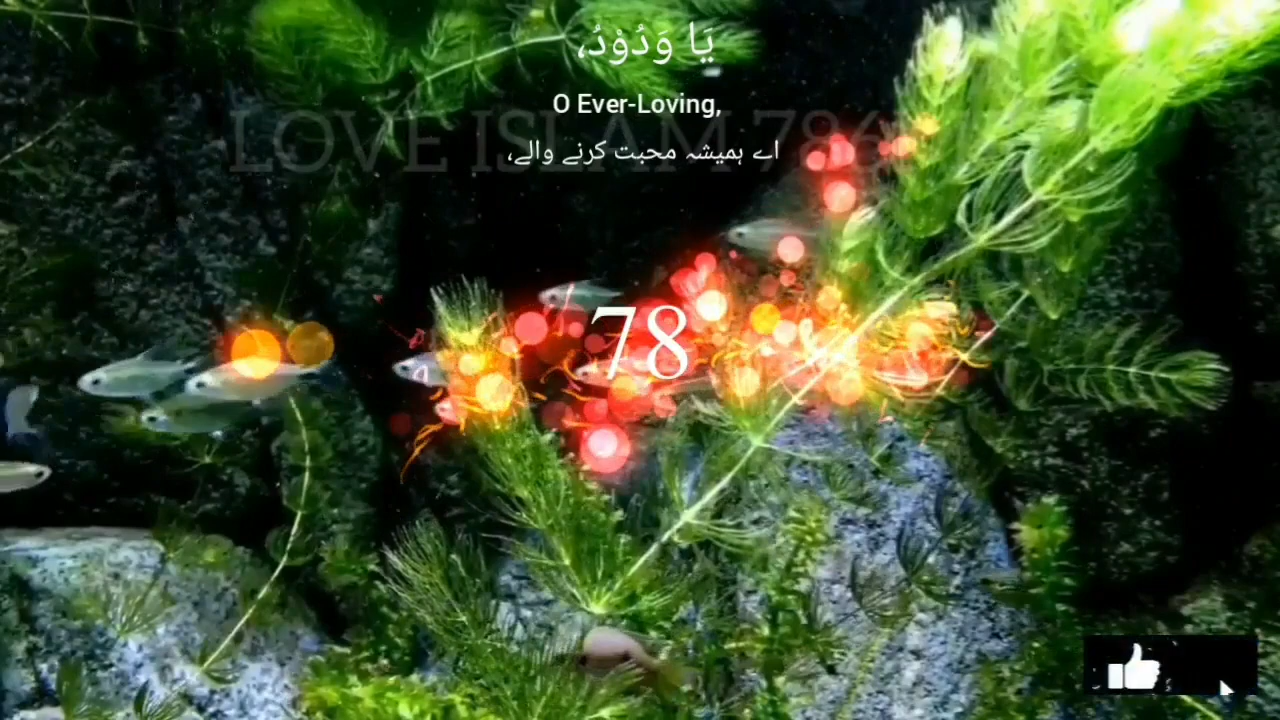 يَا وَدُوْدُ،
O Ever-Loving,
LOVE ISLAM 786
اے ہمیشہ محبت کرنے والے،
78